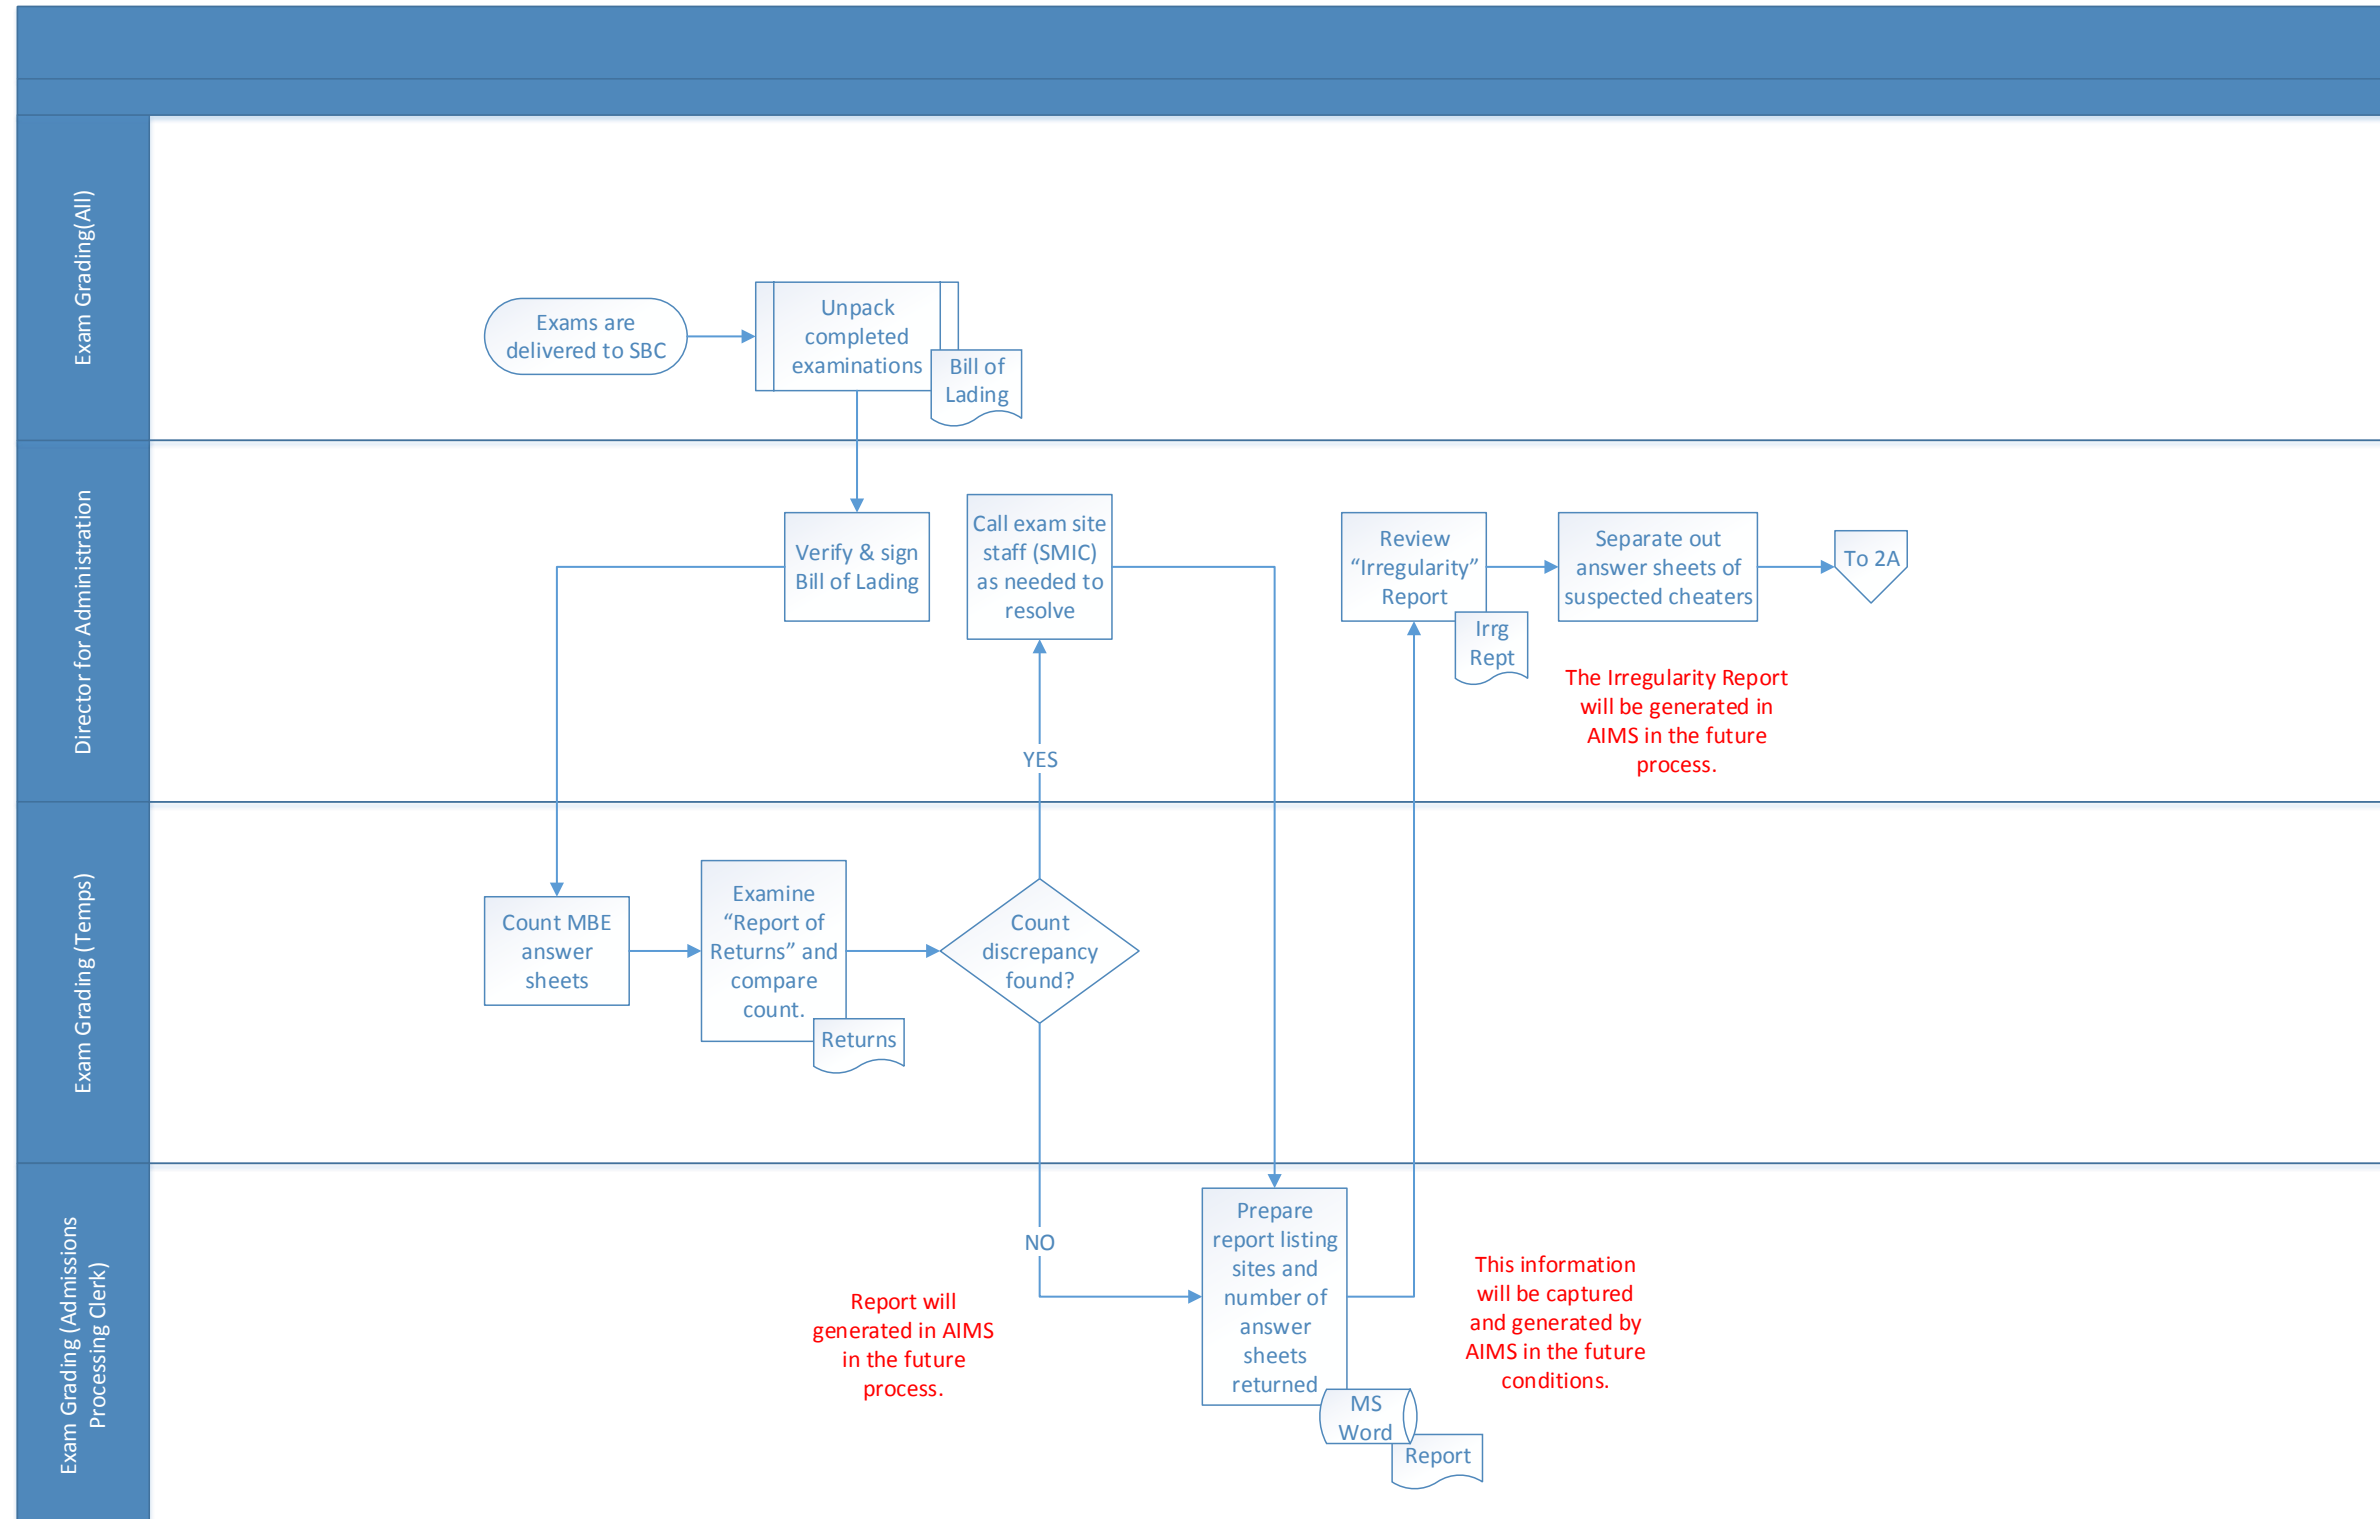 Exam Grading(All)
Exams are
delivered to SBC
Unpack
completed
examinations
Bill of
Lading
Director for Administration
Verify & sign
Bill of Lading
Call exam site
staff (SMIC)
as needed to
resolve
YES
Review
“Irregularity”
Report
Irrg
Rept
Separate out
answer sheets of
suspected cheaters
To 2A
The Irregularity Report
will be generated in
AIMS in the future
process.
Exam Grading (Temps)
Count MBE
answer
sheets
Examine
“Report of
Returns” and
compare
count.
Returns
Count
discrepancy
found?
NO
Exam Grading (Admissions
Processing Clerk)
Report will
generated in AIMS
in the future
process.
Prepare
report listing
sites and
number of
answer
sheets
returned
MS
Word
Report
This information
will be captured
and generated by
AIMS in the future
conditions.